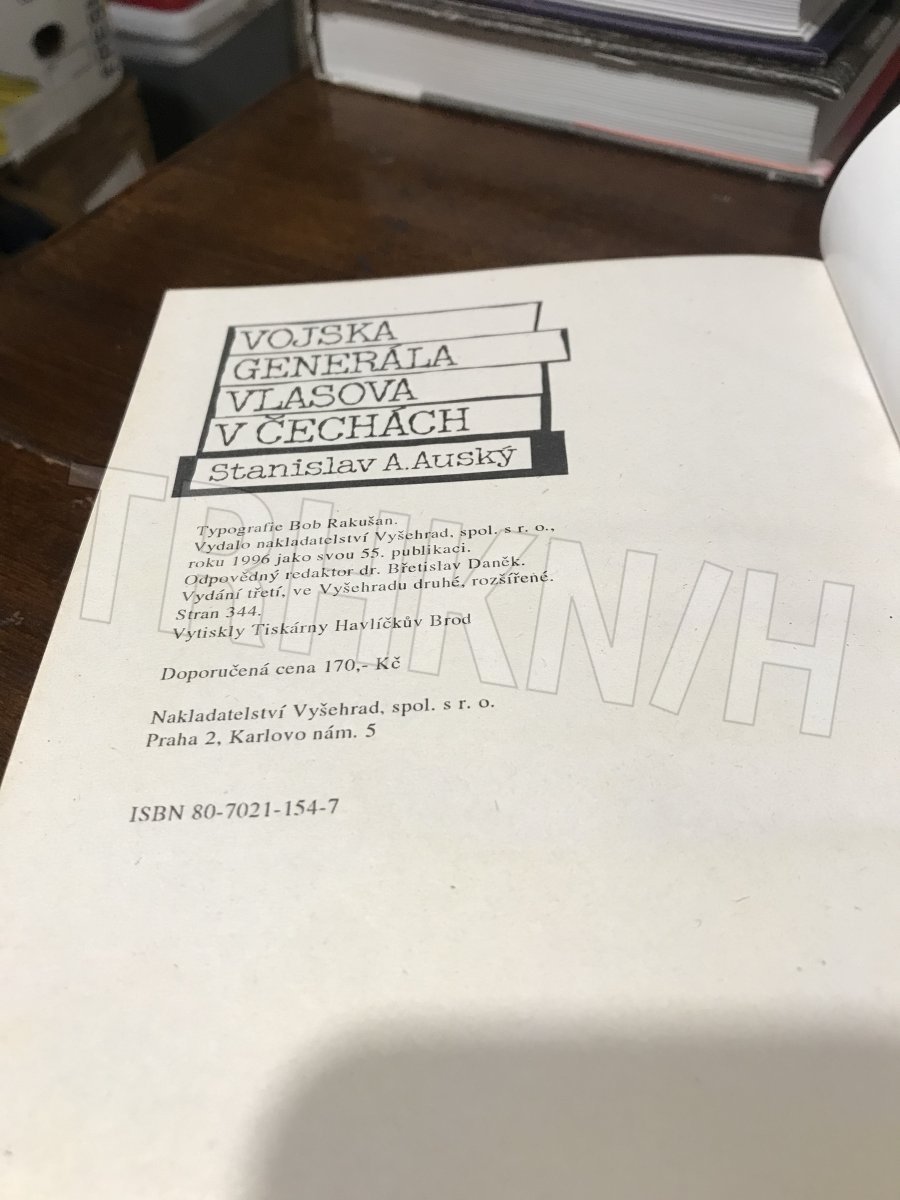 VOJSKA
GENERÁLA
VLASOVA
V ČECHÁCH
Stanislav A. Auský
Typografie Bob Rakušan.
Vydalo nakladatelství Vyšehrad, spol. s r. o.,
roku 1996 jako svou 55. publikaci.
Odpovědný redaktor dr. Břetislav Daněk.
Vydání třetí, ve Vyšehradu druhé, rozšířené.
Stran 344.
Vytiskly Tiskárny Havlíčkův Brod
Doporučená cena 170,- Kč
Nakladatelství Vyšehrad, spol. s r. o.
Praha 2, Karlovo nám. 5
ISBN 80-7021-154-7
TRHKNIH